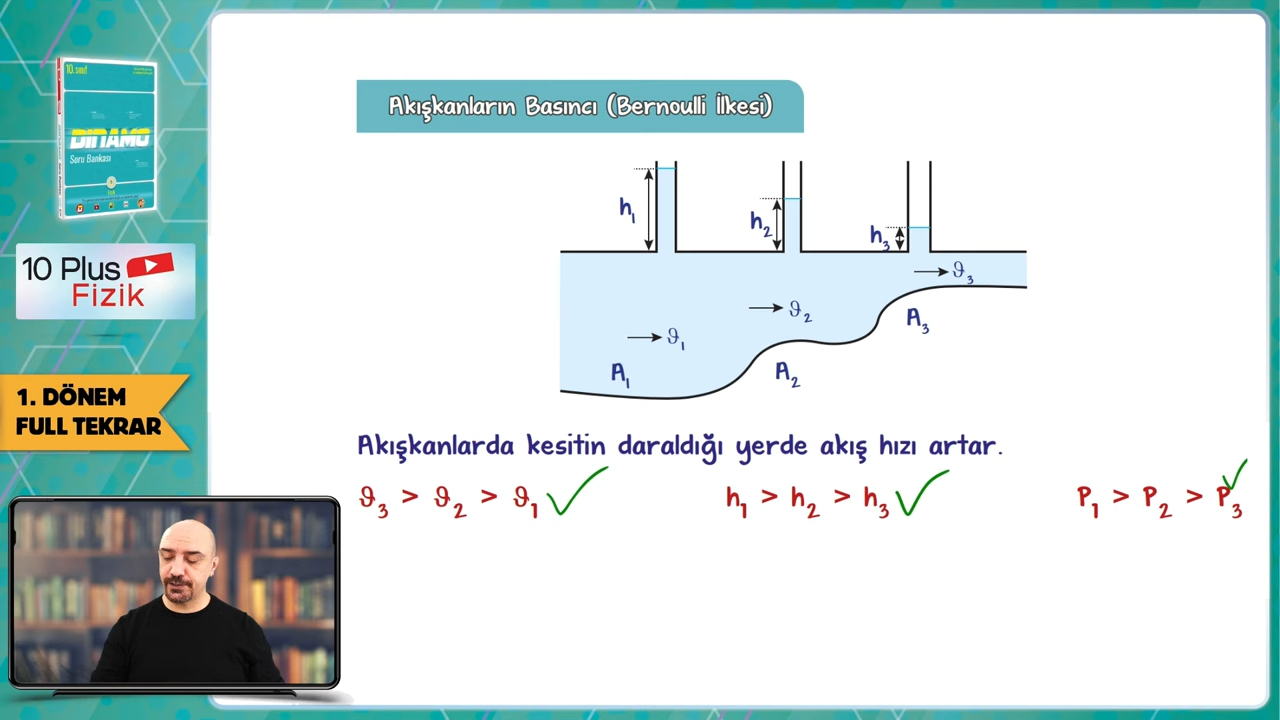 10. SINIF
DİNAMO
Soru Bankası
10 Plus
Fizik
1. DÖNEM
FULL TEKRAR
Akışkanların Basıncı (Bernoulli İlkesi)
h₁
h₂
h₃
ϑ₃
ϑ₂
ϑ₁
A₃
A₂
A₁
Akışkanlarda kesitin daraldığı yerde akış hızı artar.
ϑ₃ > ϑ₂ > ϑ₁ h₁ > h₂ > h₃ P₁ > P₂ > P₃